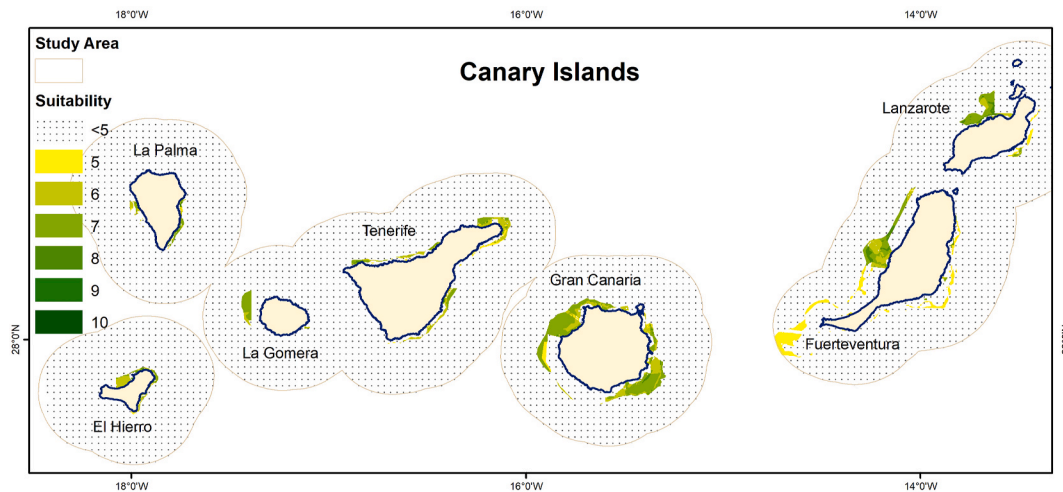 18°0'W 16°0'W 14°0'W
Study Area
Canary Islands
Suitability
<5
5
6
7
8
9
10
La Palma
Lanzarote
Tenerife
Gran Canaria
La Gomera
Fuerteventura
El Hierro
28°0'N
18°0'W 16°0'W 14°0'W